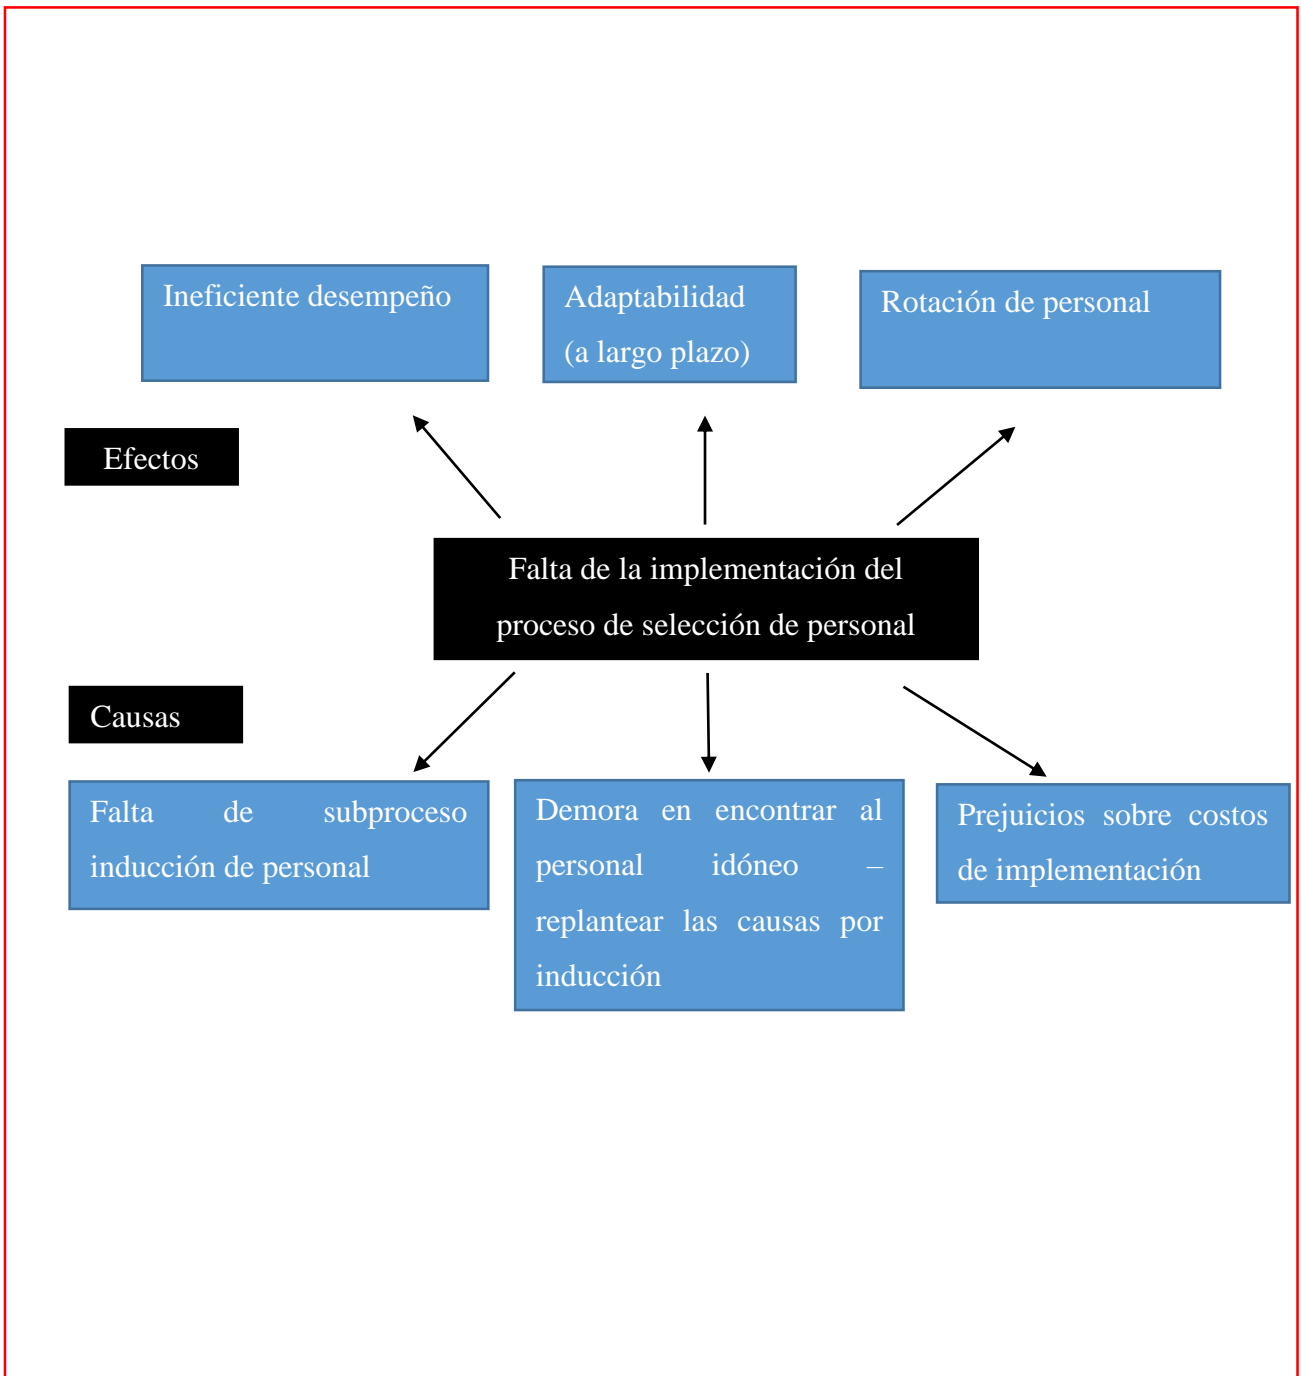 Ineficiente desempeño
Adaptabilidad
(a largo plazo)
Rotación de personal
Efectos
Falta de la implementación del
proceso de selección de personal
Causas
Falta de subproceso
inducción de personal
Demora en encontrar al
personal idóneo –
replantear las causas por
inducción
Prejuicios sobre costos
de implementación